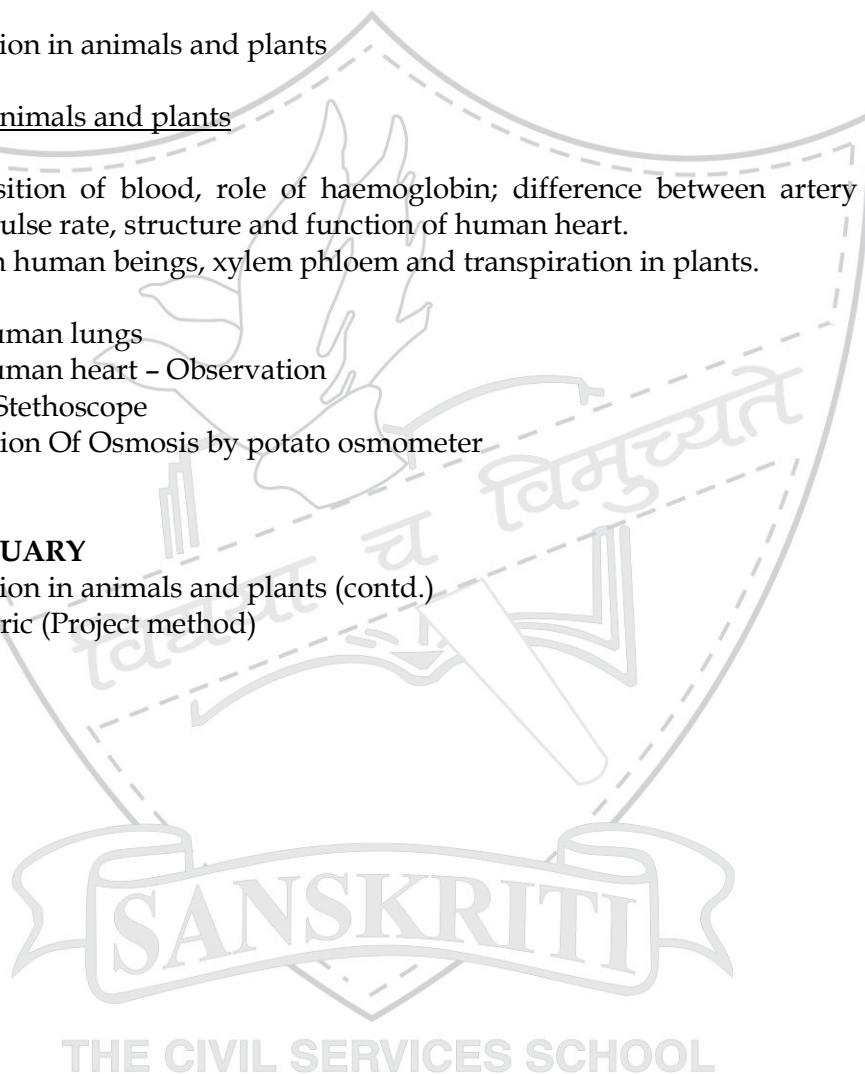 ion in animals and plants
nimals and plants
sition of blood, role of haemoglobin; difference between artery
ulse rate, structure and function of human heart.
n human beings, xylem phloem and transpiration in plants.
uman lungs
uman heart – Observation
Stethoscope
ion Of Osmosis by potato osmometer
UARY
ion in animals and plants (contd.)
ric (Project method)
विद्यया च विमुच्यते
SANSKRITI
THE CIVIL SERVICES SCHOOL